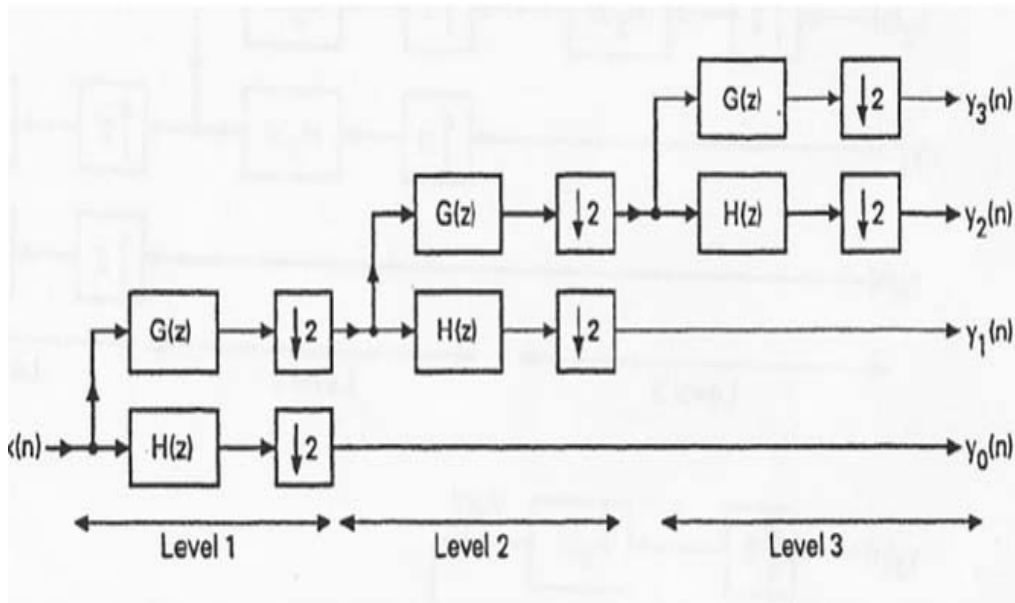 G(z) ↓2 y₃(n)
G(z) ↓2 H(z) ↓2 y₂(n)
G(z) ↓2 H(z) ↓2 y₁(n)
x(n) H(z) ↓2 y₀(n)
Level 1 Level 2 Level 3